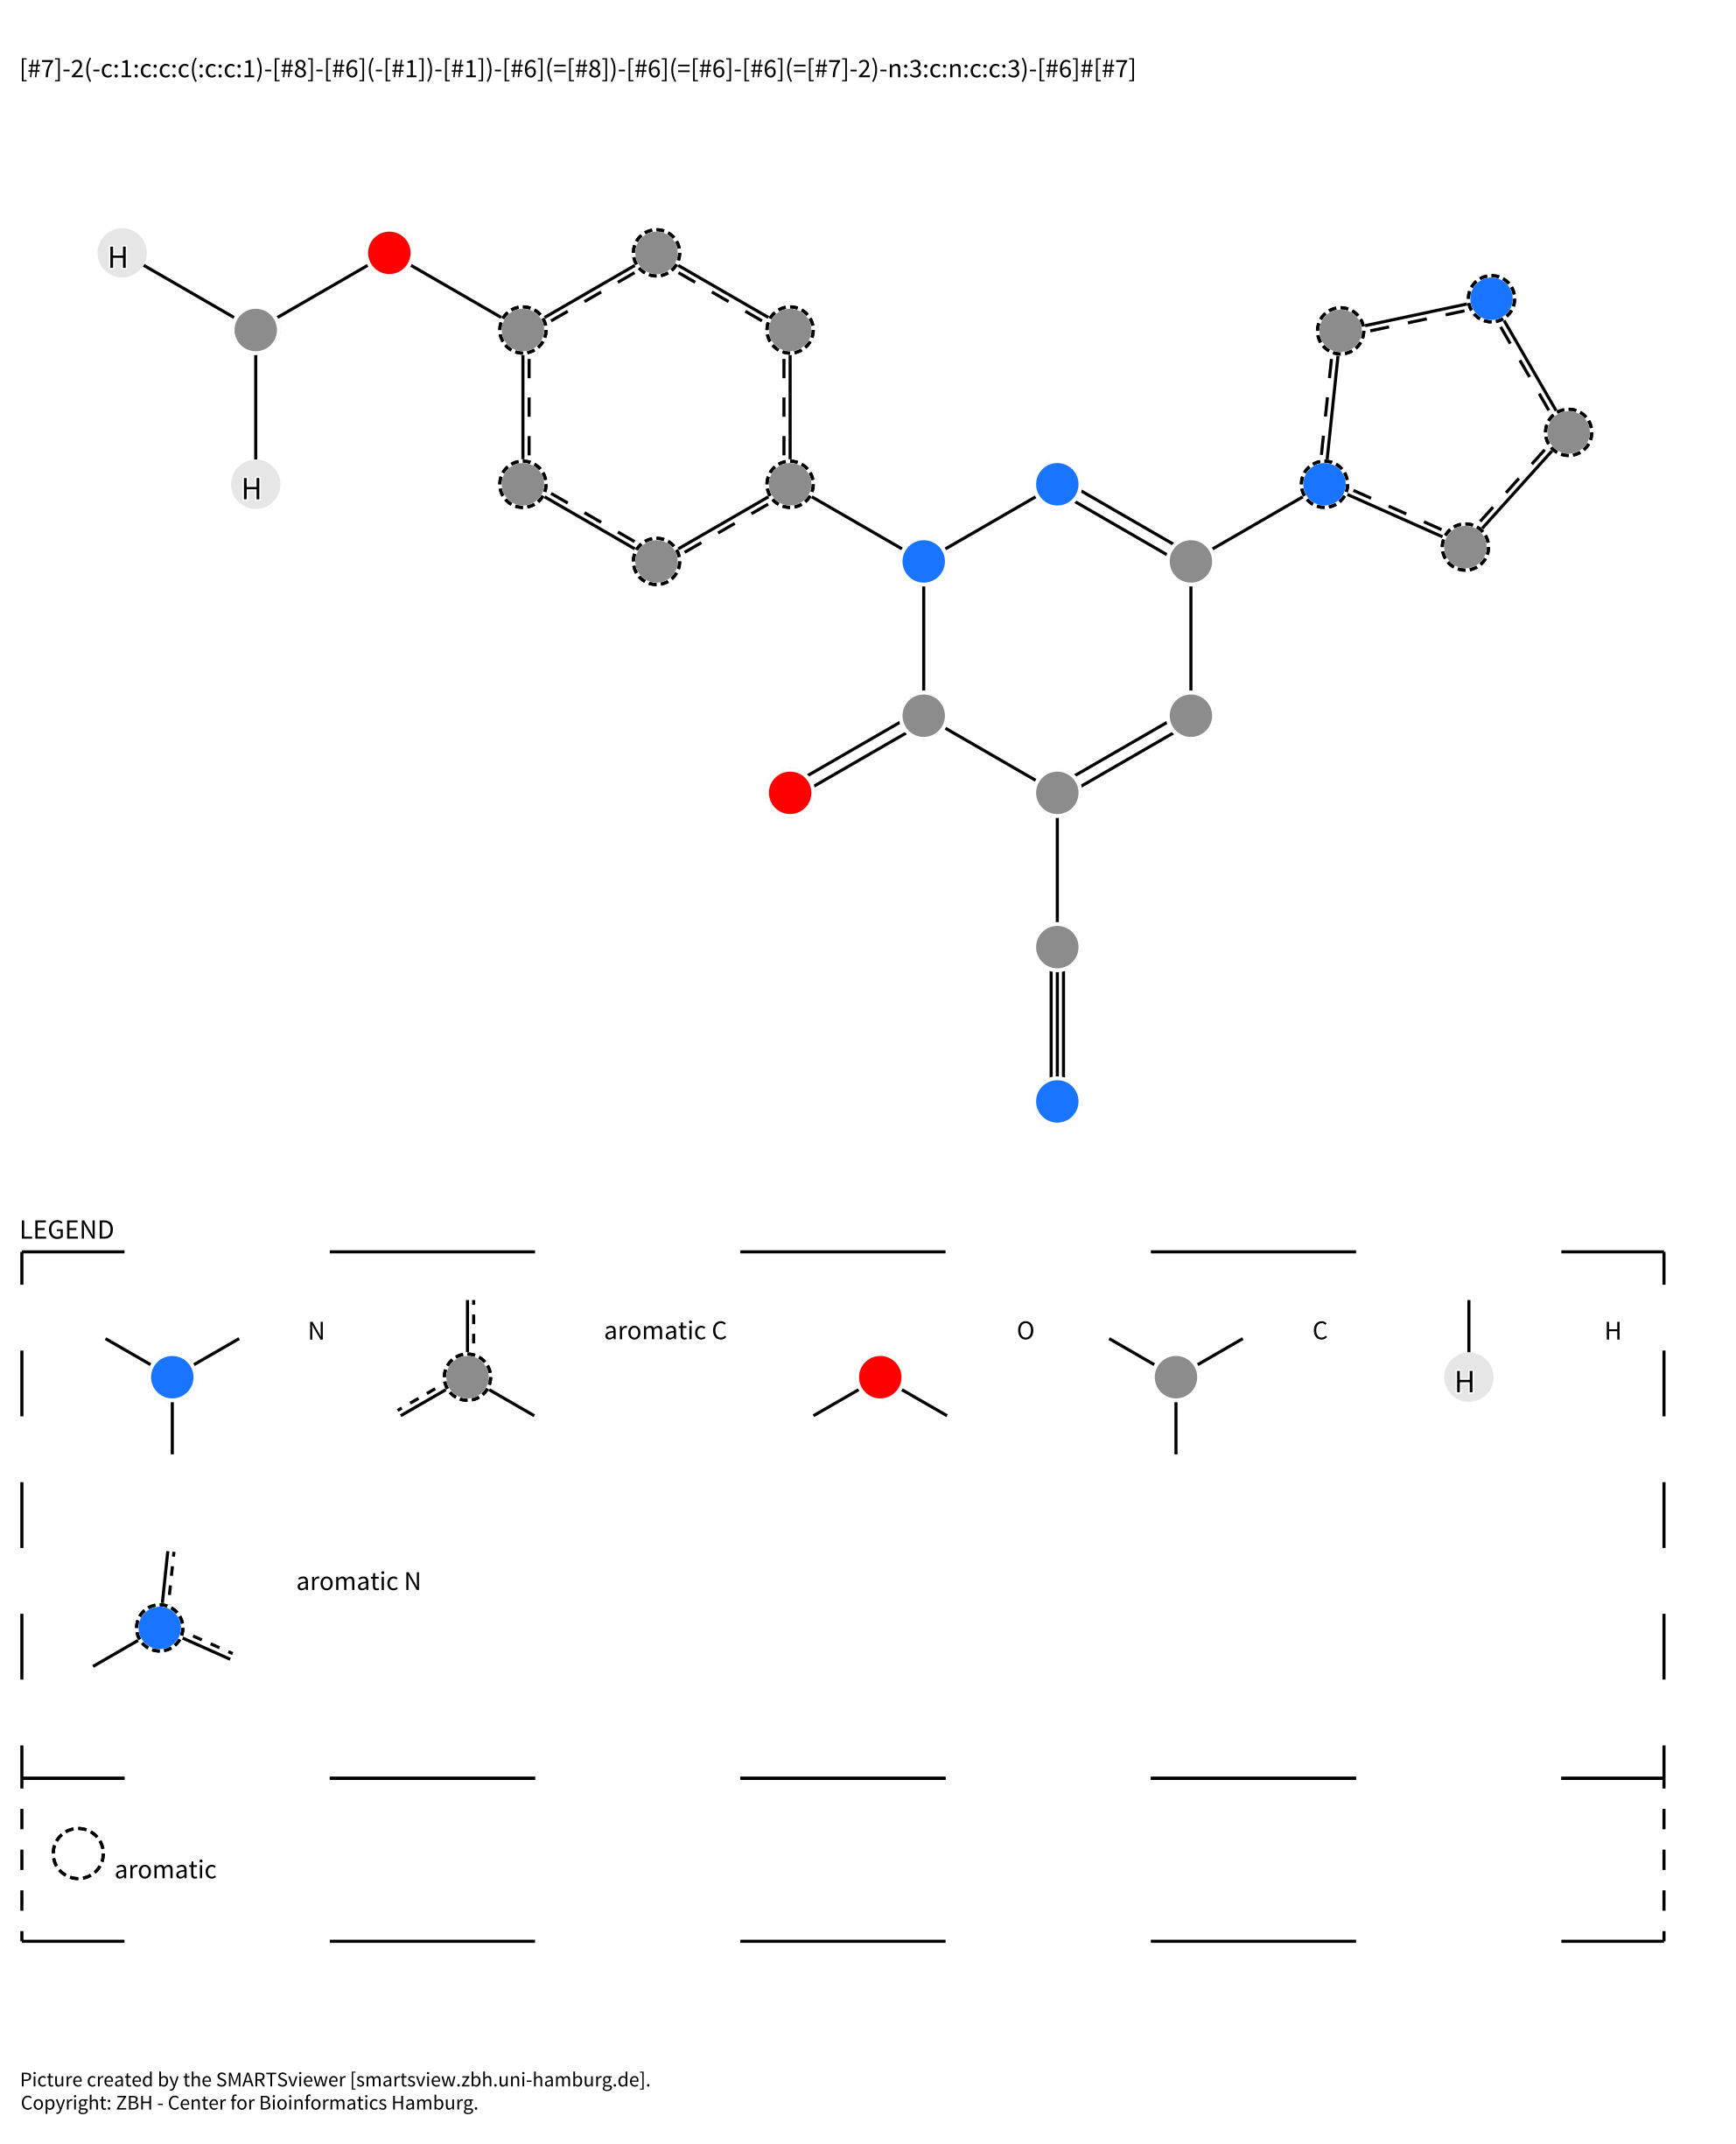 [#7]-2(-c:1:c:c:c(:c:c:1)-[#8]-[#6](-[#1])-[#1])-[#6](=[#8])-[#6](=[#6]-[#6](=[#7]-2)-n:3:c:n:c:c:3)-[#6]#[#7]
H
H
LEGEND
N aromatic C O C H
H
aromatic N
aromatic
Picture created by the SMARTSviewer [smartsview.zbh.uni-hamburg.de].
Copyright: ZBH - Center for Bioinformatics Hamburg.